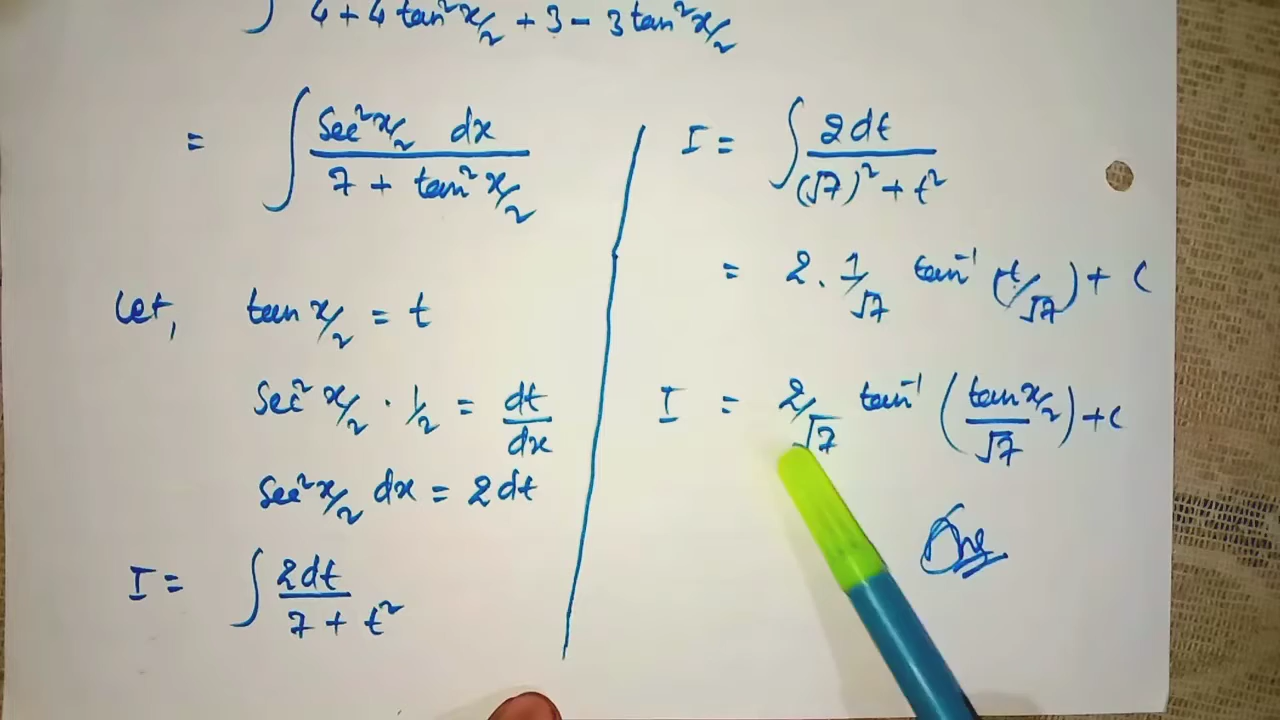 ∫ 4 + 4 tan²x/2 + 3 − 3 tan²x/2
= ∫ sec²x/2 dx / 7 + tan²x/2
Let, tan x/2 = t
sec² x/2 · 1/2 = dt/dx
sec²x/2 dx = 2dt
I = ∫ 2dt / 7 + t²
I = ∫ 2dt / (√7)² + t²
= 2 · 1/√7 tan⁻¹ (t/√7) + C
I = 2/√7 tan⁻¹ (tan x/2 / √7) + C
Ans